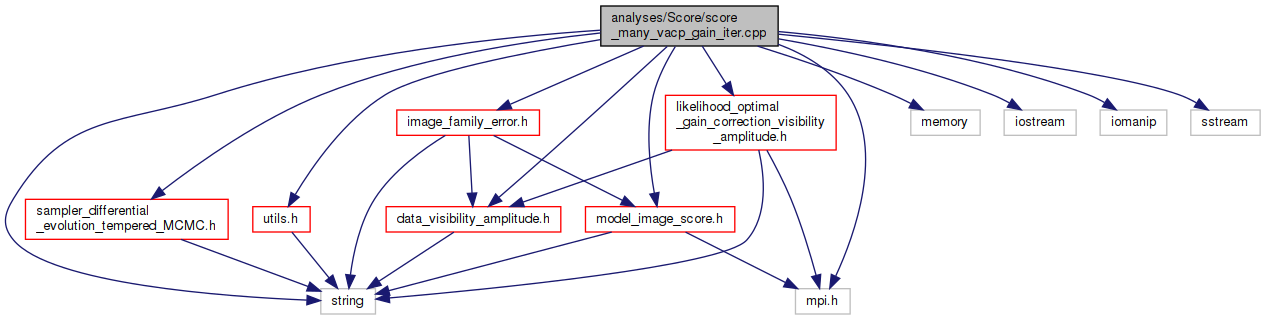 analyses/Score/score
_many_vacp_gain_iter.cpp
likelihood_optimal
_gain_correction_visibility
_amplitude.h
image_family_error.h
memory
iostream
iomanip
sstream
sampler_differential
_evolution_tempered_MCMC.h
utils.h
data_visibility_amplitude.h
model_image_score.h
string
mpi.h